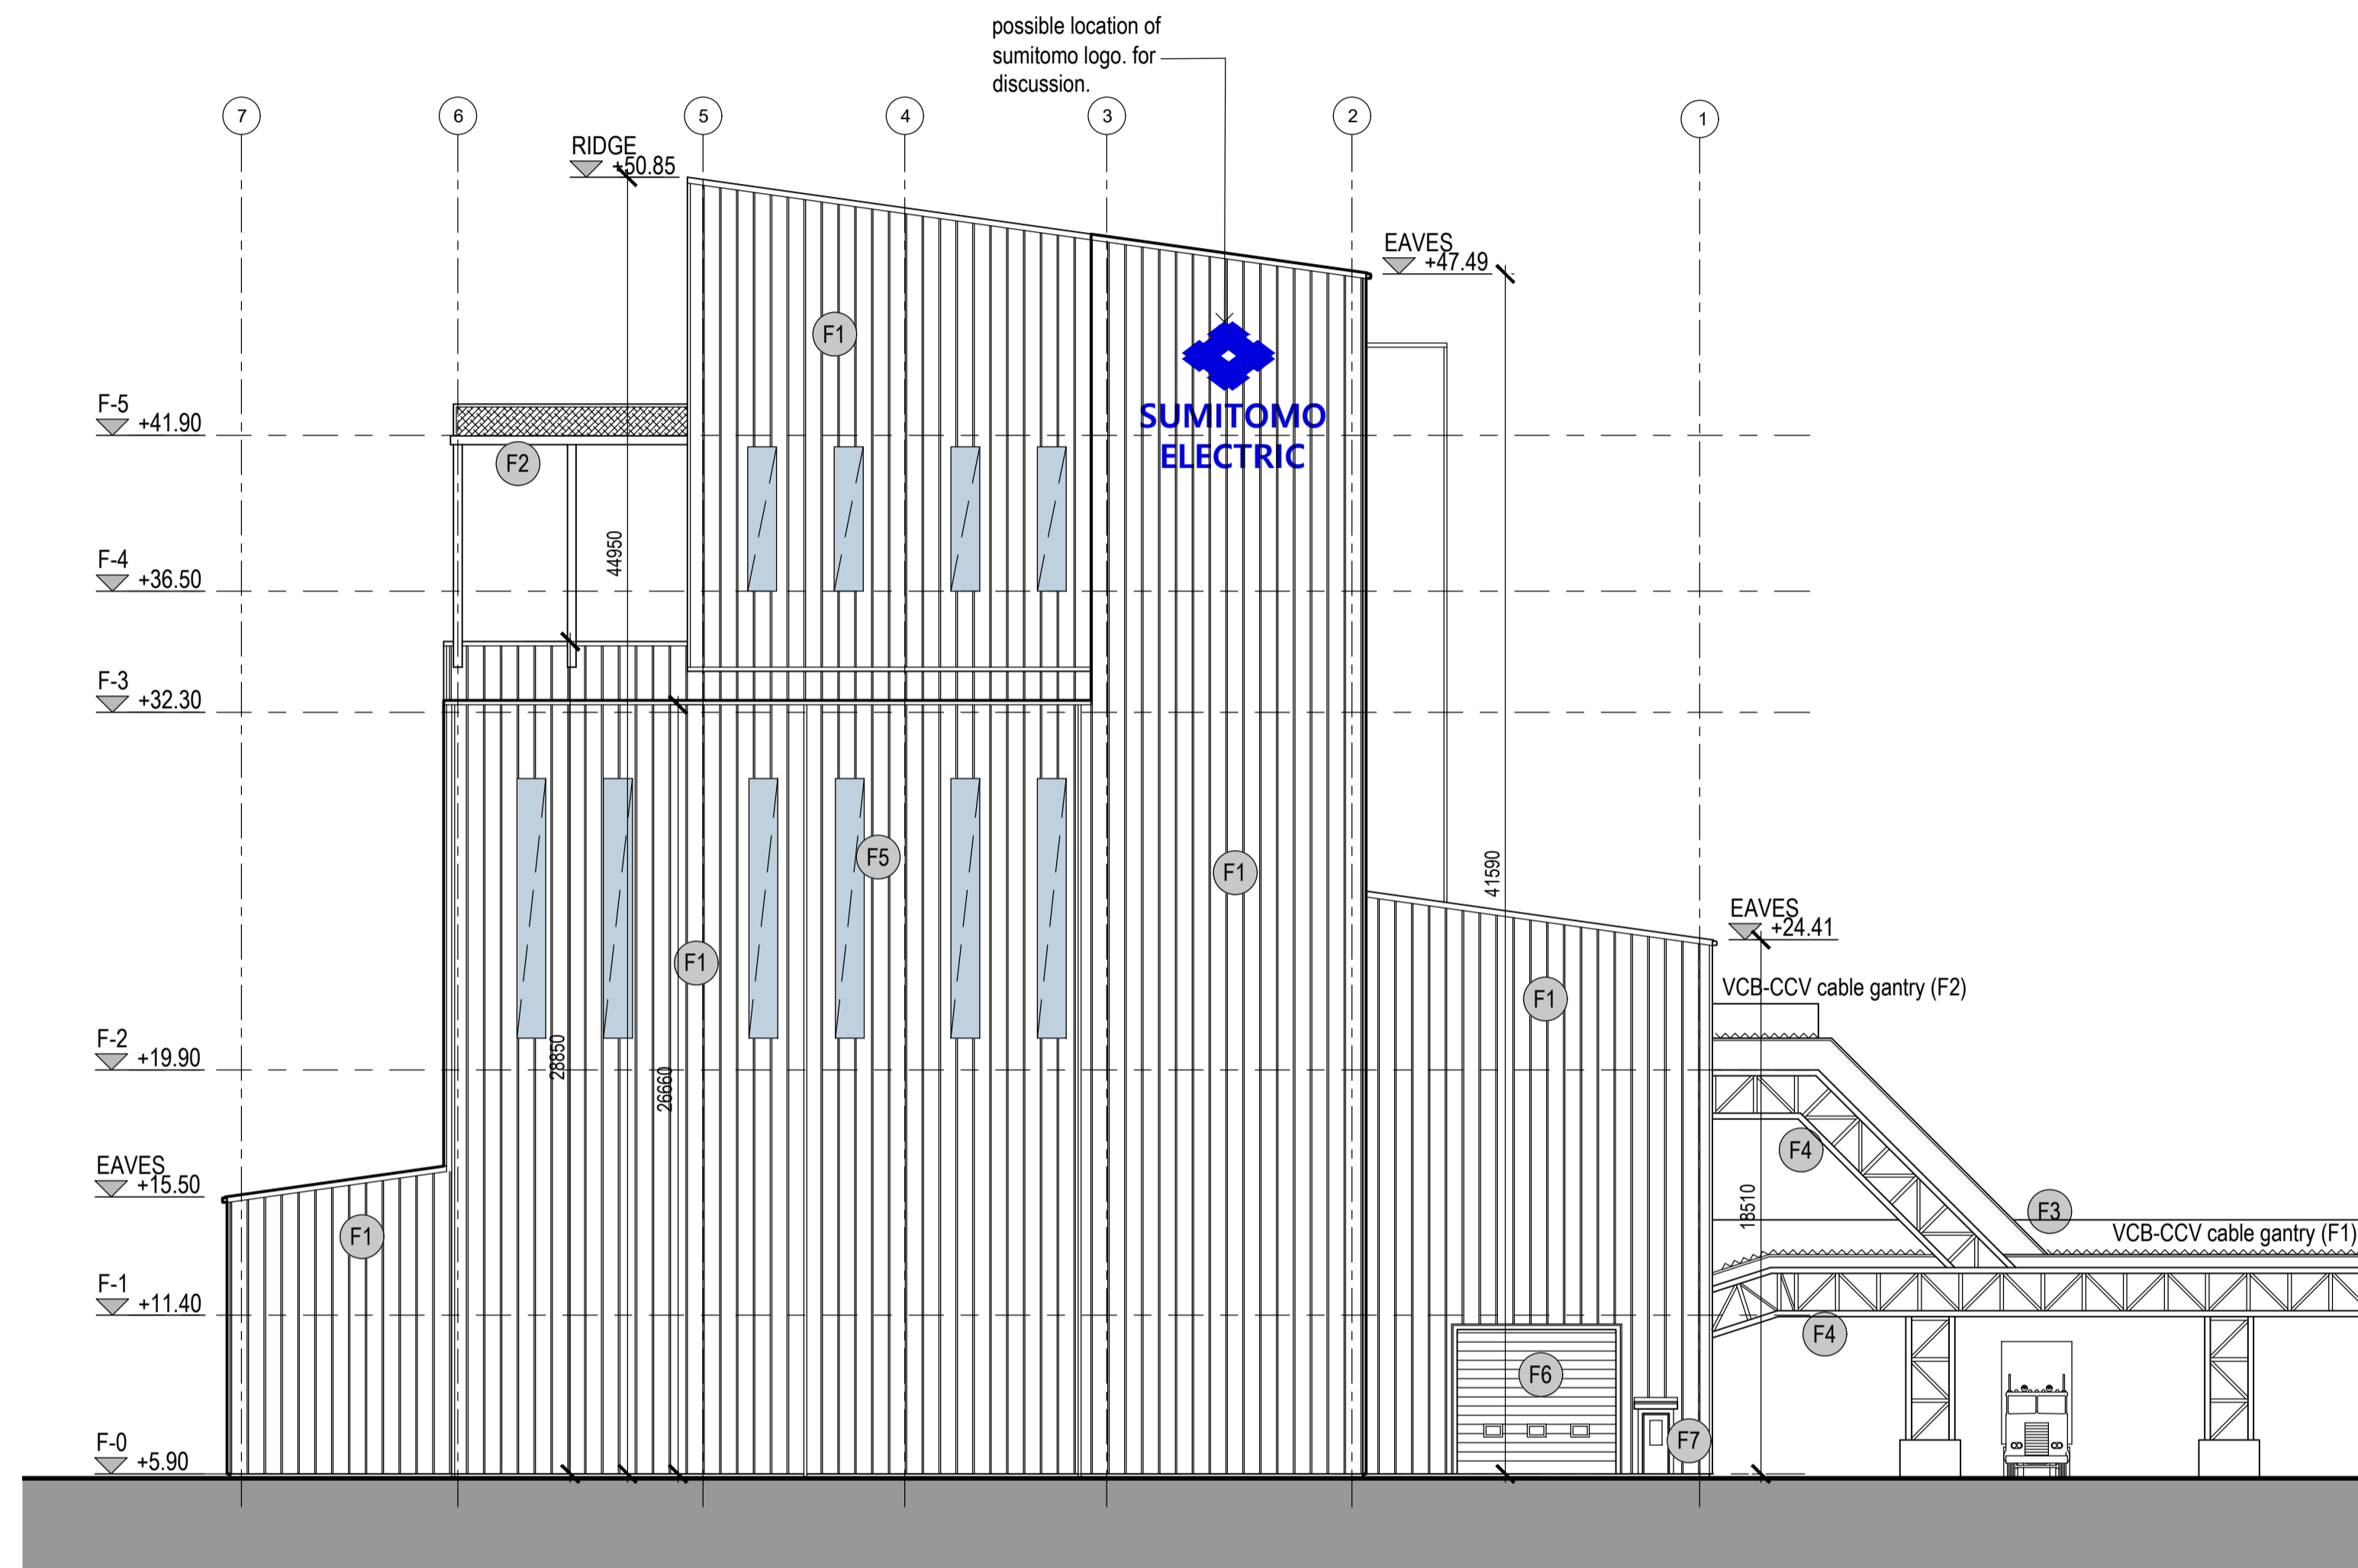 possible location of
sumitomo logo. for
discussion.
7
6
5
4
3
2
1
RIDGE
+50.85
EAVES
+47.49
F1
SUMITOMO
ELECTRIC
F-5
+41.90
F2
F-4
+36.50
44950
F-3
+32.30
F5
F1
F1
41590
EAVES
+24.41
F1
VCB-CCV cable gantry (F2)
F1
F-2
+19.90
28850
26660
F4
EAVES
+15.50
F1
18510
F3
VCB-CCV cable gantry (F1)
F-1
+11.40
F4
F6
F7
F-0
+5.90